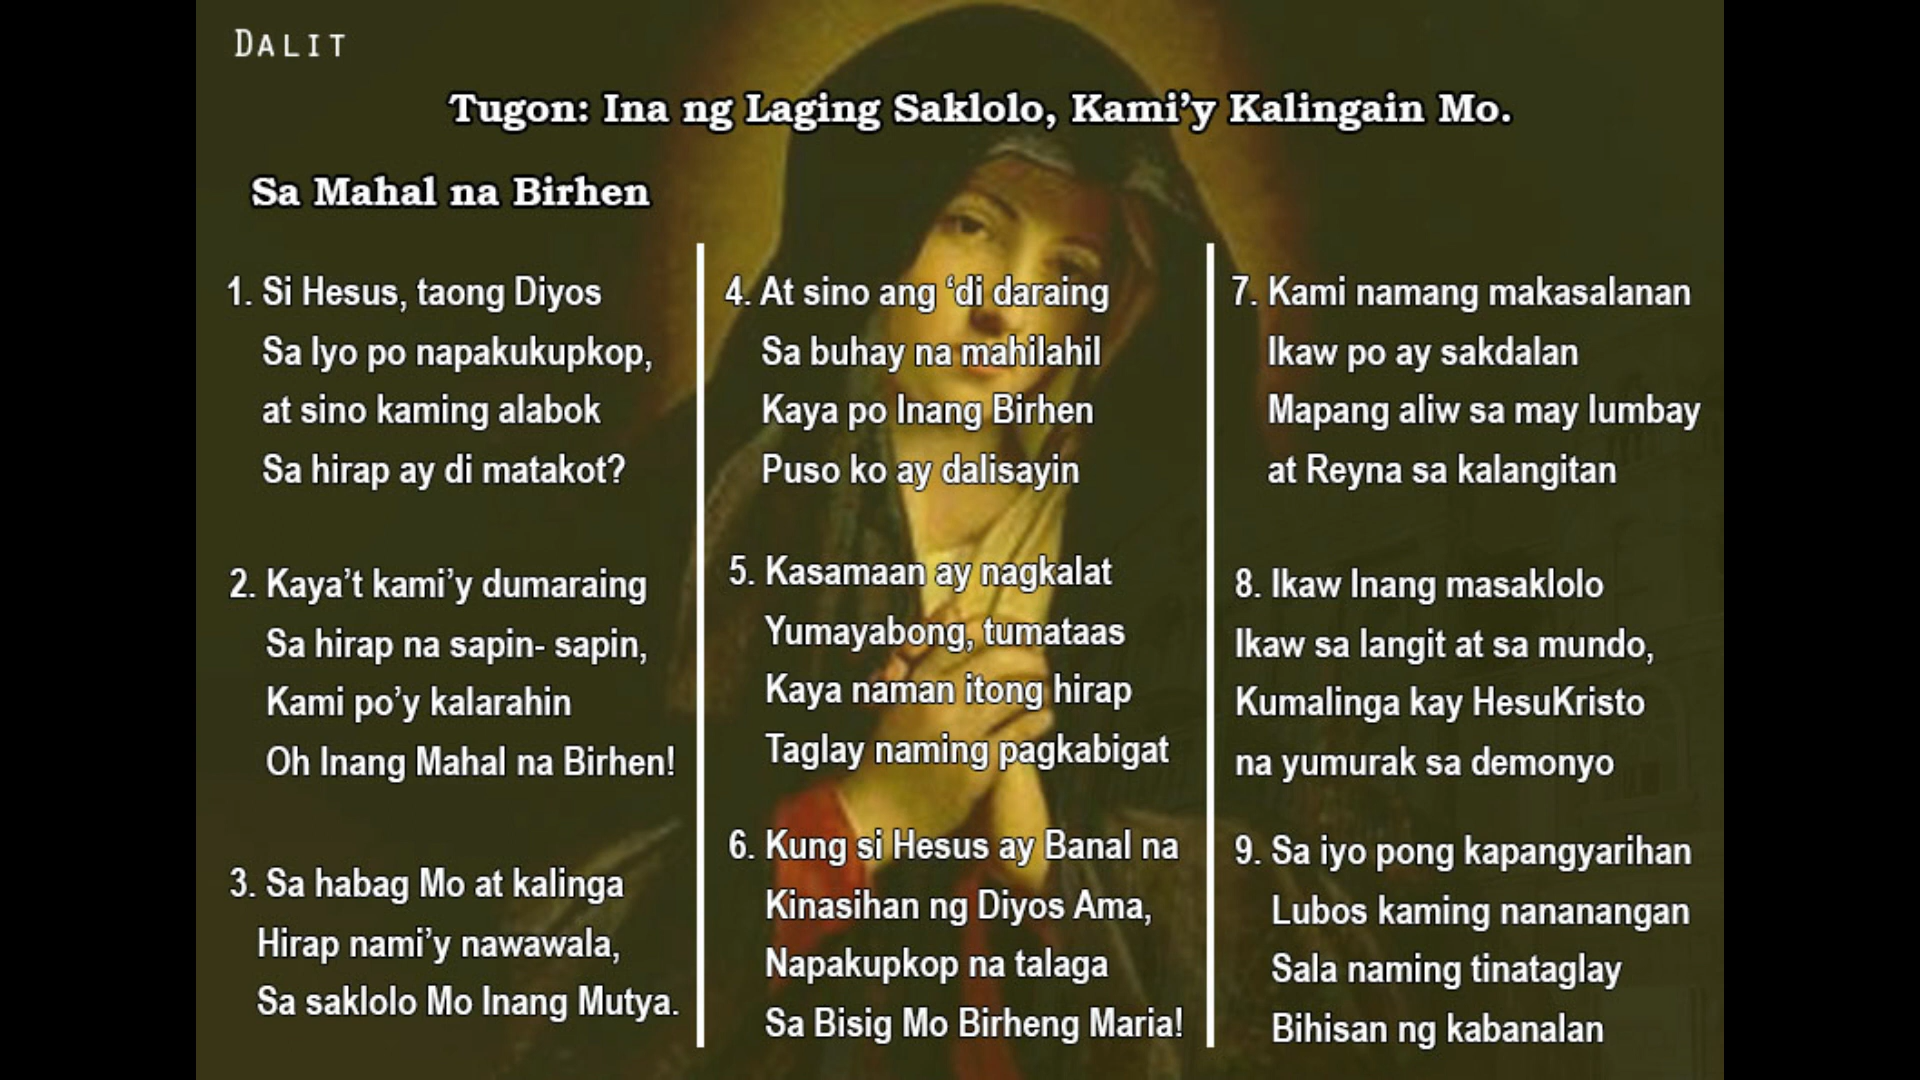 DALIT
Tugon: Ina ng Laging Saklolo, Kami’y Kalingain Mo.
Sa Mahal na Birhen
1. Si Hesus, taong Diyos
Sa Iyo po napakukupkop,
at sino kaming alabok
Sa hirap ay di matakot?
2. Kaya’t kami’y dumaraing
Sa hirap na sapin- sapin,
Kami po’y kalarahin
Oh Inang Mahal na Birhen!
3. Sa habag Mo at kalinga
Hirap nami’y nawawala,
Sa saklolo Mo Inang Mutya.
4. At sino ang ‘di daraing
Sa buhay na mahilahil
Kaya po Inang Birhen
Puso ko ay dalisayin
5. Kasamaan ay nagkalat
Yumayabong, tumataas
Kaya naman itong hirap
Taglay naming pagkabigat
6. Kung si Hesus ay Banal na
Kinasihan ng Diyos Ama,
Napakupkop na talaga
Sa Bisig Mo Birheng Maria!
7. Kami namang makasalanan
Ikaw po ay sakdalan
Mapang aliw sa may lumbay
at Reyna sa kalangitan
8. Ikaw Inang masaklolo
Ikaw sa langit at sa mundo,
Kumalinga kay HesuKristo
na yumurak sa demonyo
9. Sa iyo pong kapangyarihan
Lubos kaming nananangan
Sala naming tinataglay
Bihisan ng kabanalan